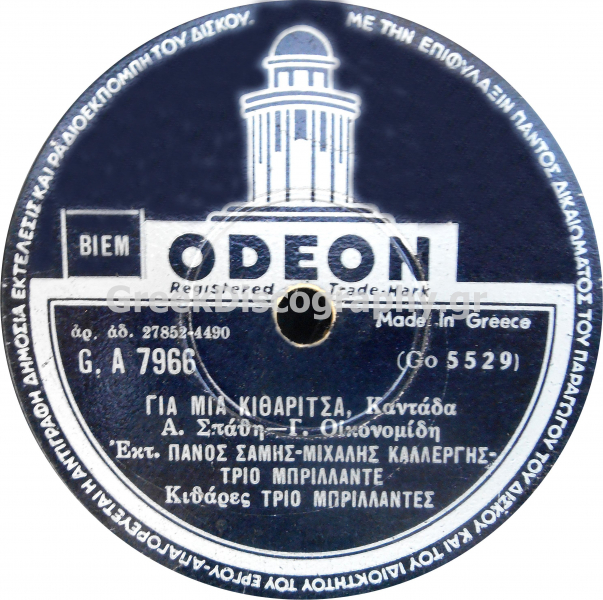 ΜΕ ΤΗΝ ΕΠΙΦΥΛΑΞΙΝ ΠΑΝΤΟΣ ΔΙΚΑΙΩΜΑΤΟΣ ΤΟΥ ΠΑΡΑΓΩΓΟΥ ΤΟΥ ΔΙΣΚΟΥ ΚΑΙ ΤΟΥ ΙΔΙΟΚΤΗΤΟΥ ΤΟΥ ΕΡΓΟΥ-ΑΠΑΓΟΡΕΥΕΤΑΙ Η ΑΝΤΙΓΡΑΦΗ ΔΗΜΟΣΙΑ ΕΚΤΕΛΕΣΙΣ ΚΑΙ ΡΑΔΙΟΕΚΠΟΜΠΗ ΤΟΥ ΔΙΣΚΟΥ.
BIEM ODEON
Registered Trade-Mark
GreekDiscography.gr
Made in Greece
ἀρ. ἀδ. 27852-4490
G. A 7966 (Go 5529)
ΓΙΑ ΜΙΑ ΚΙΘΑΡΙΤΣΑ, Καντάδα
Α. Σπάθη—Γ. Οἰκονομίδη
Ἐκτ. ΠΑΝΟΣ ΣΑΜΗΣ-ΜΙΧΑΛΗΣ ΚΑΛΛΕΡΓΗΣ-
ΤΡΙΟ ΜΠΡΙΛΛΑΝΤΕ
Κιθάρες ΤΡΙΟ ΜΠΡΙΛΛΑΝΤΕΣ